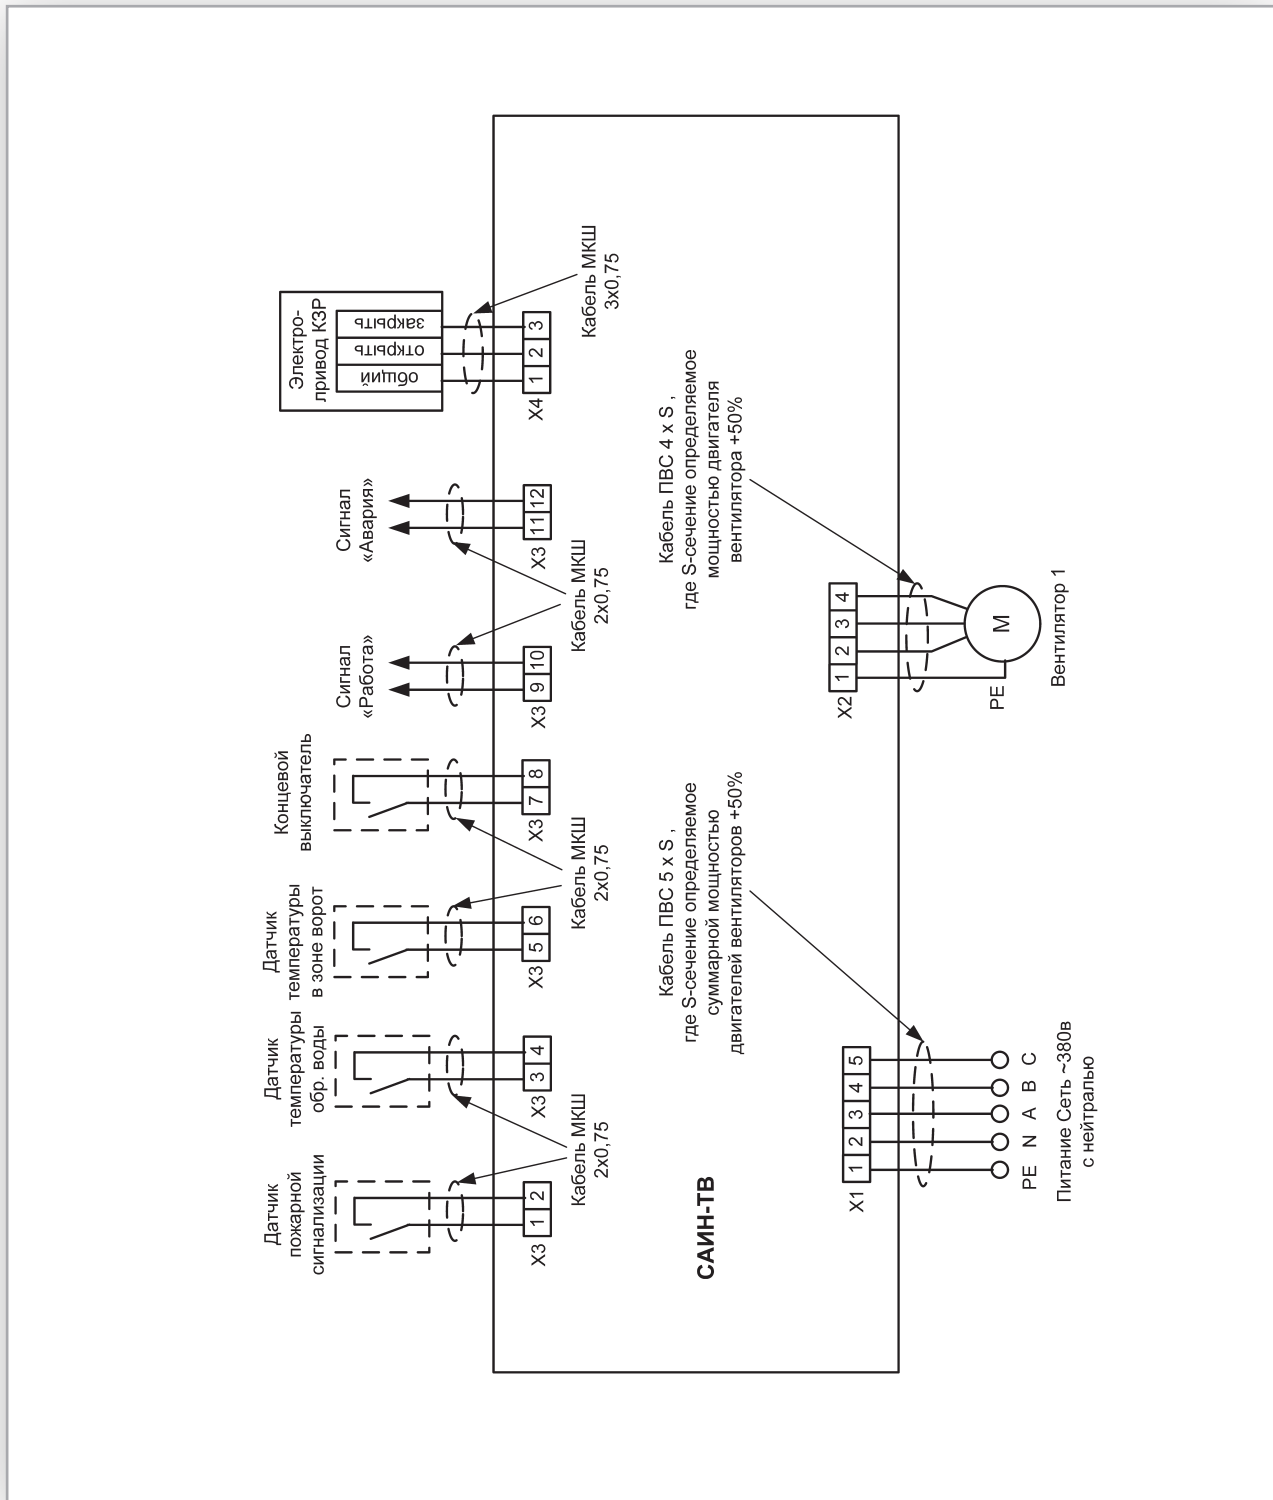 Датчик
пожарной
сигнализации
Датчик
температуры
обр. воды
Датчик
температуры
в зоне ворот
Концевой
выключатель
Сигнал
«Работа»
Сигнал
«Авария»
Электро-
привод КЗР
общий
открыть
закрыть
X3 1 2
X3 3 4
X3 5 6
X3 7 8
X3 9 10
X3 11 12
X4 1 2 3
Кабель МКШ
2х0,75
Кабель МКШ
2х0,75
Кабель МКШ
2х0,75
Кабель МКШ
3х0,75
САИН-ТВ
Кабель ПВС 5 х S ,
где S-сечение определяемое
суммарной мощностью
двигателей вентиляторов +50%
Кабель ПВС 4 х S ,
где S-сечение определяемое
мощностью двигателя
вентилятора +50%
X1 1 2 3 4 5
PE N A B C
Питание Сеть ~380в
с нейтралью
X2 1 2 3 4
PE
M
Вентилятор 1